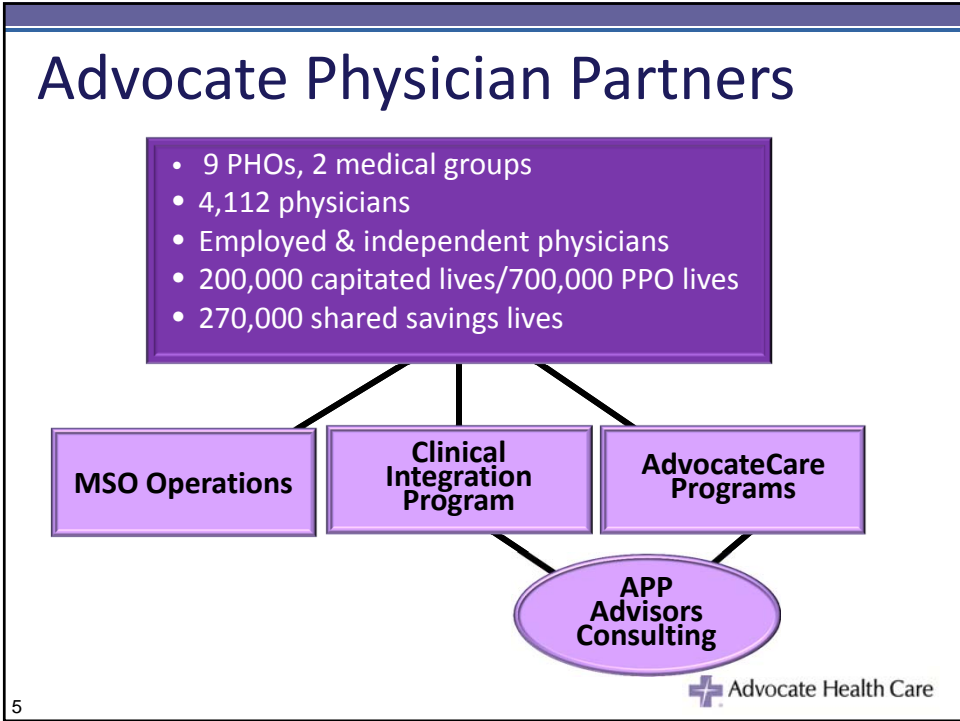 Advocate Physician Partners
• 9 PHOs, 2 medical groups
• 4,112 physicians
• Employed & independent physicians
• 200,000 capitated lives/700,000 PPO lives
• 270,000 shared savings lives
MSO Operations
Clinical
Integration
Program
AdvocateCare
Programs
APP
Advisors
Consulting
Advocate Health Care
5